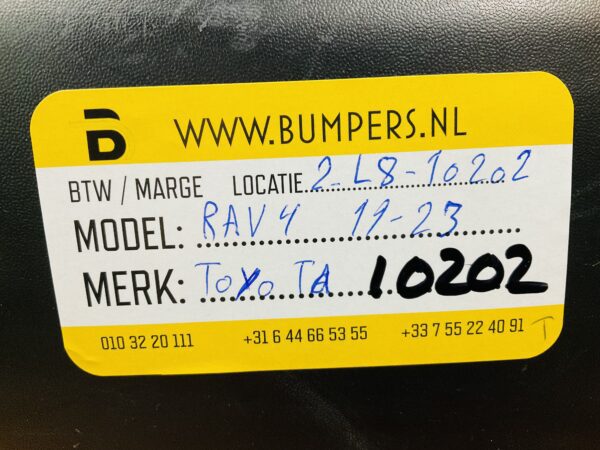 B WWW.BUMPERS.NL
BTW / MARGE LOCATIE 2-L8-10202
MODEL: RAV4 19-23
MERK: ToYoTA 10202
010 32 20 111 +31 6 44 66 53 55 +33 7 55 22 40 91 T